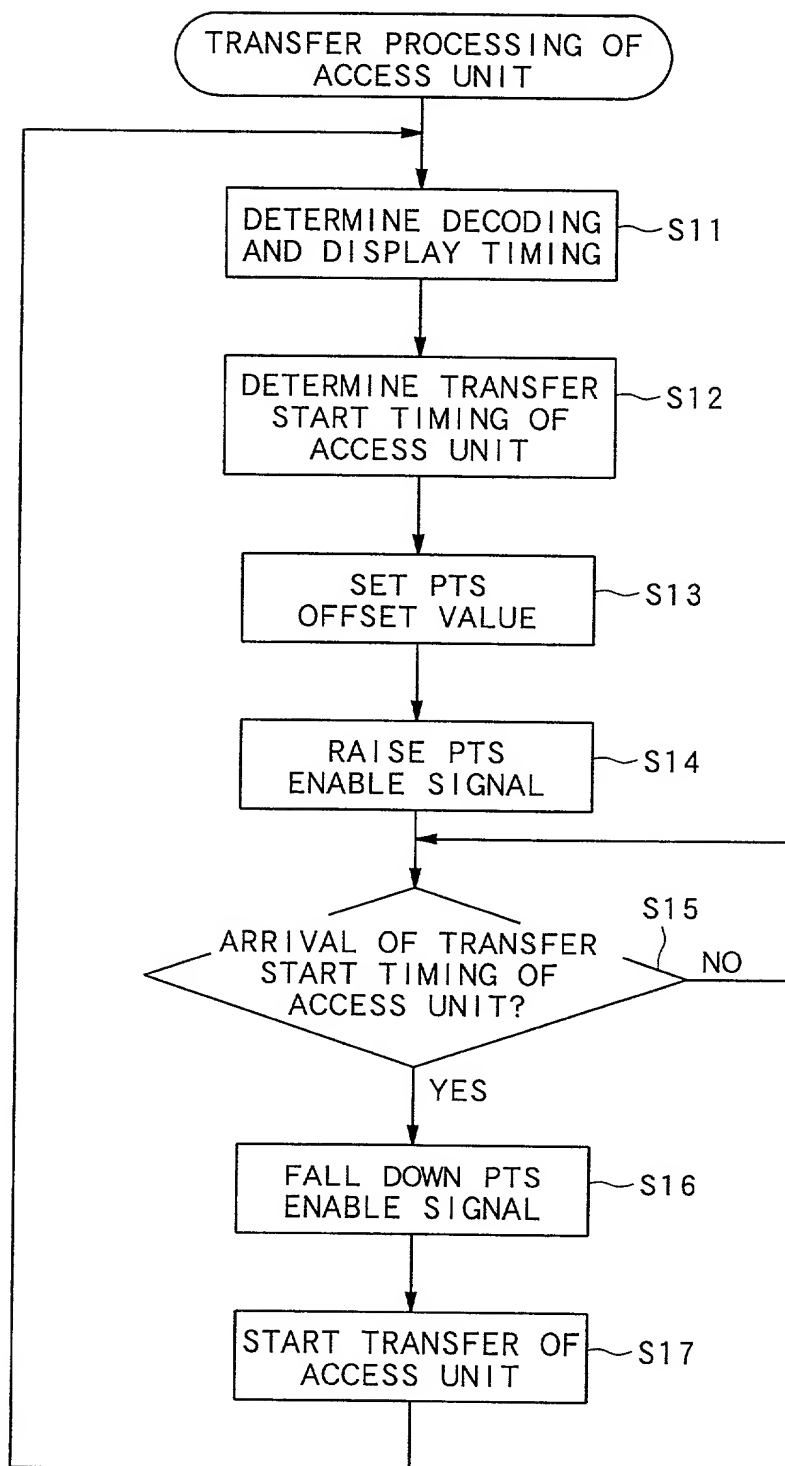 TRANSFER PROCESSING OF
ACCESS UNIT
DETERMINE DECODING
AND DISPLAY TIMING
S11
DETERMINE TRANSFER
START TIMING OF
ACCESS UNIT
S12
SET PTS
OFFSET VALUE
S13
RAISE PTS
ENABLE SIGNAL
S14
ARRIVAL OF TRANSFER
START TIMING OF
ACCESS UNIT?
S15
NO
YES
FALL DOWN PTS
ENABLE SIGNAL
S16
START TRANSFER OF
ACCESS UNIT
S17